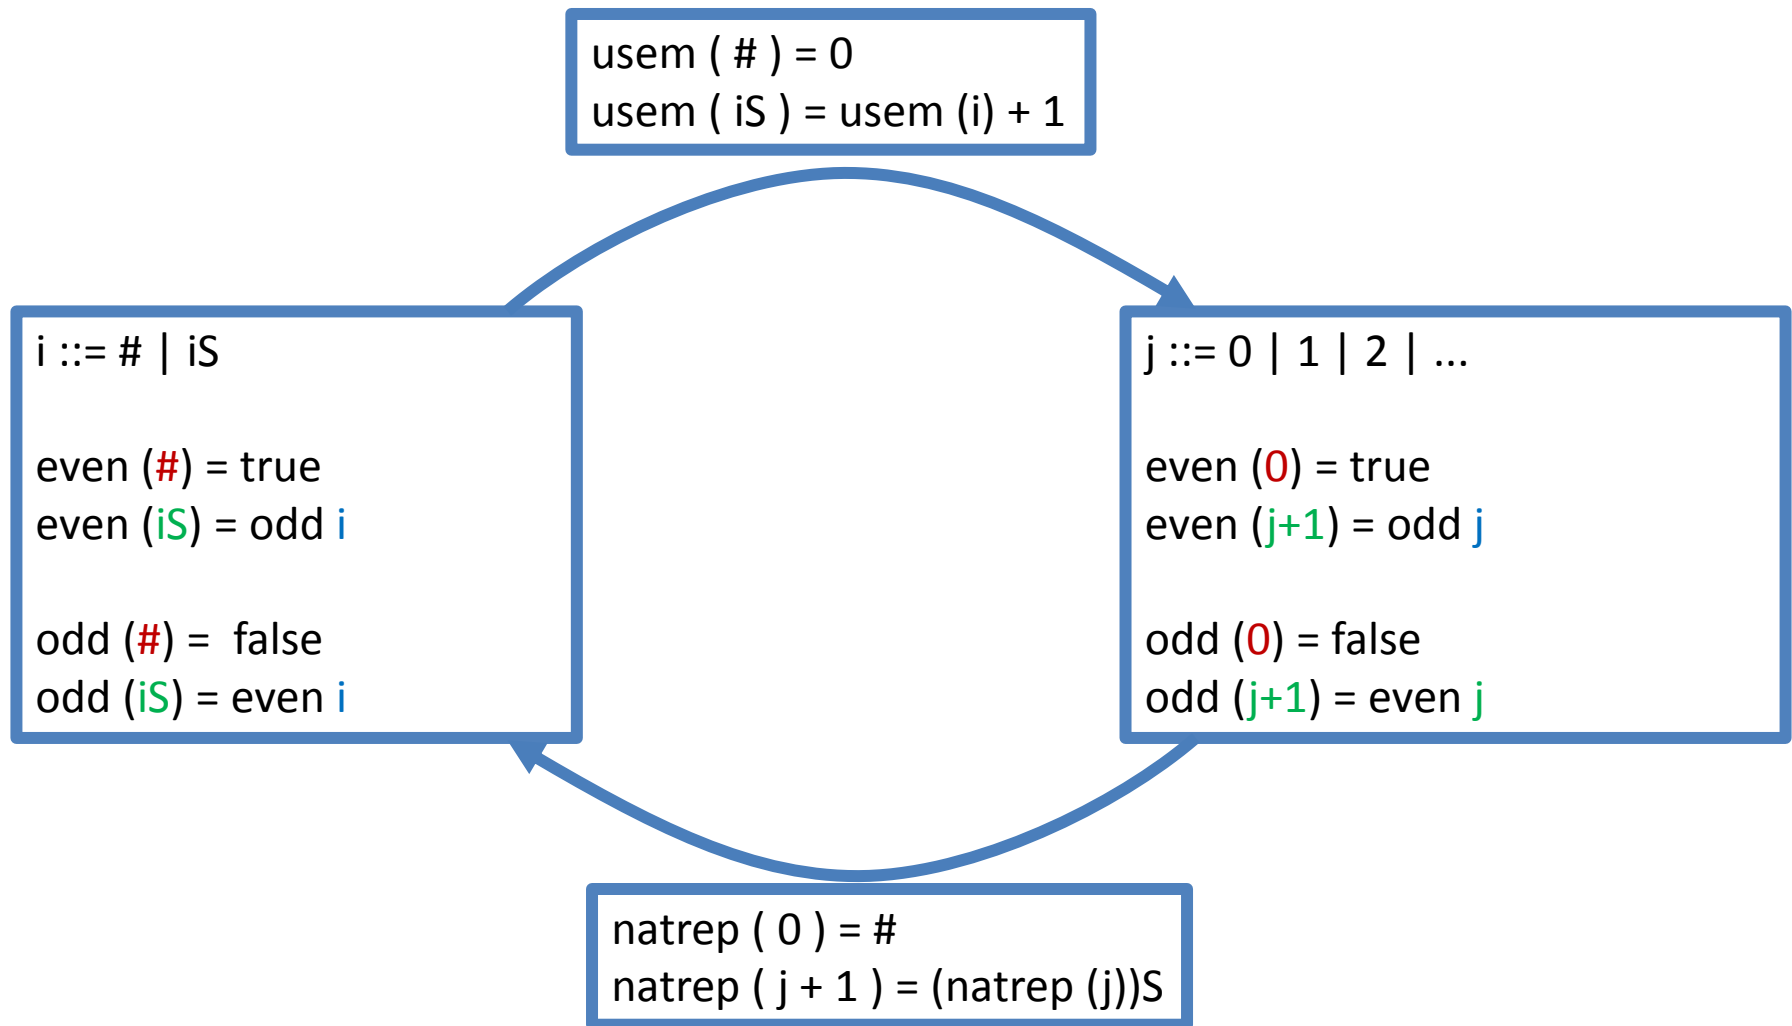 usem ( # ) = 0
usem ( iS ) = usem (i) + 1
i ::= # | iS
even (#) = true
even (iS) = odd i
odd (#) =  false
odd (iS) = even i
j ::= 0 | 1 | 2 | ...
even (0) = true
even (j+1) = odd j
odd (0) = false
odd (j+1) = even j
natrep ( 0 ) = #
natrep ( j + 1 ) = (natrep (j))S